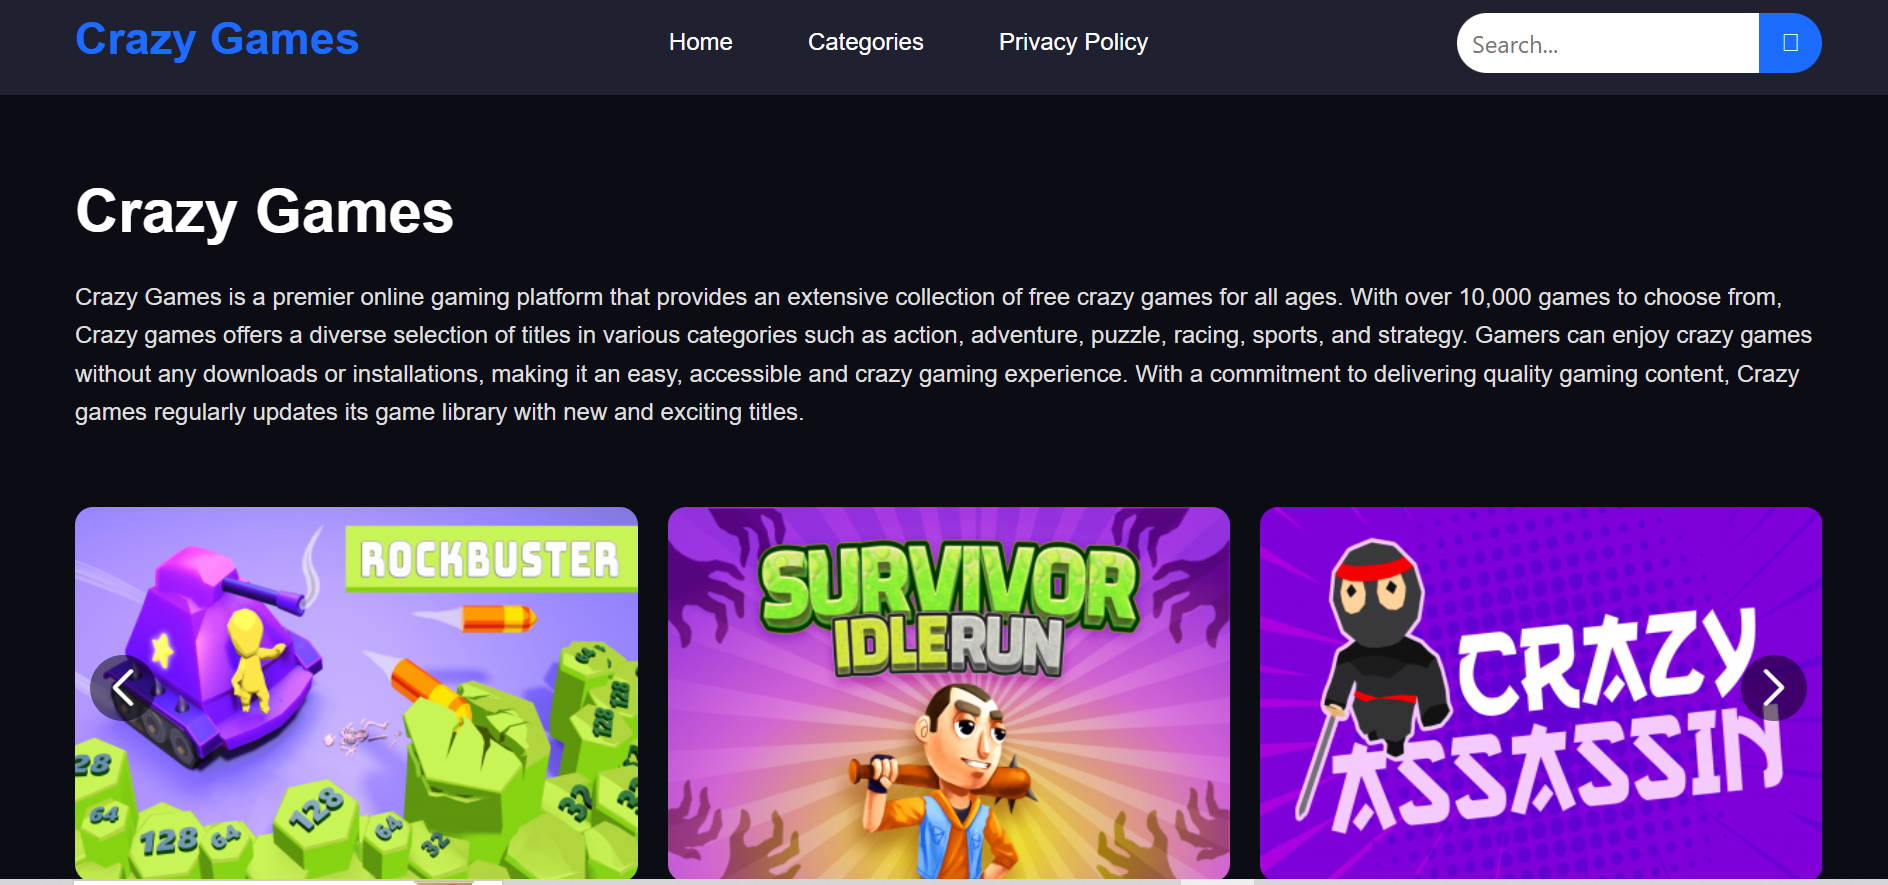 Crazy Games
Home
Categories
Privacy Policy
Search...
Crazy Games
Crazy Games is a premier online gaming platform that provides an extensive collection of free crazy games for all ages. With over 10,000 games to choose from,
Crazy games offers a diverse selection of titles in various categories such as action, adventure, puzzle, racing, sports, and strategy. Gamers can enjoy crazy games
without any downloads or installations, making it an easy, accessible and crazy gaming experience. With a commitment to delivering quality gaming content, Crazy
games regularly updates its game library with new and exciting titles.
ROCKBUSTER
64
128
128
32
32
28
64
128
64
128
64
32
SURVIVOR
IDLERUN
CRAZY
ASSASSIN